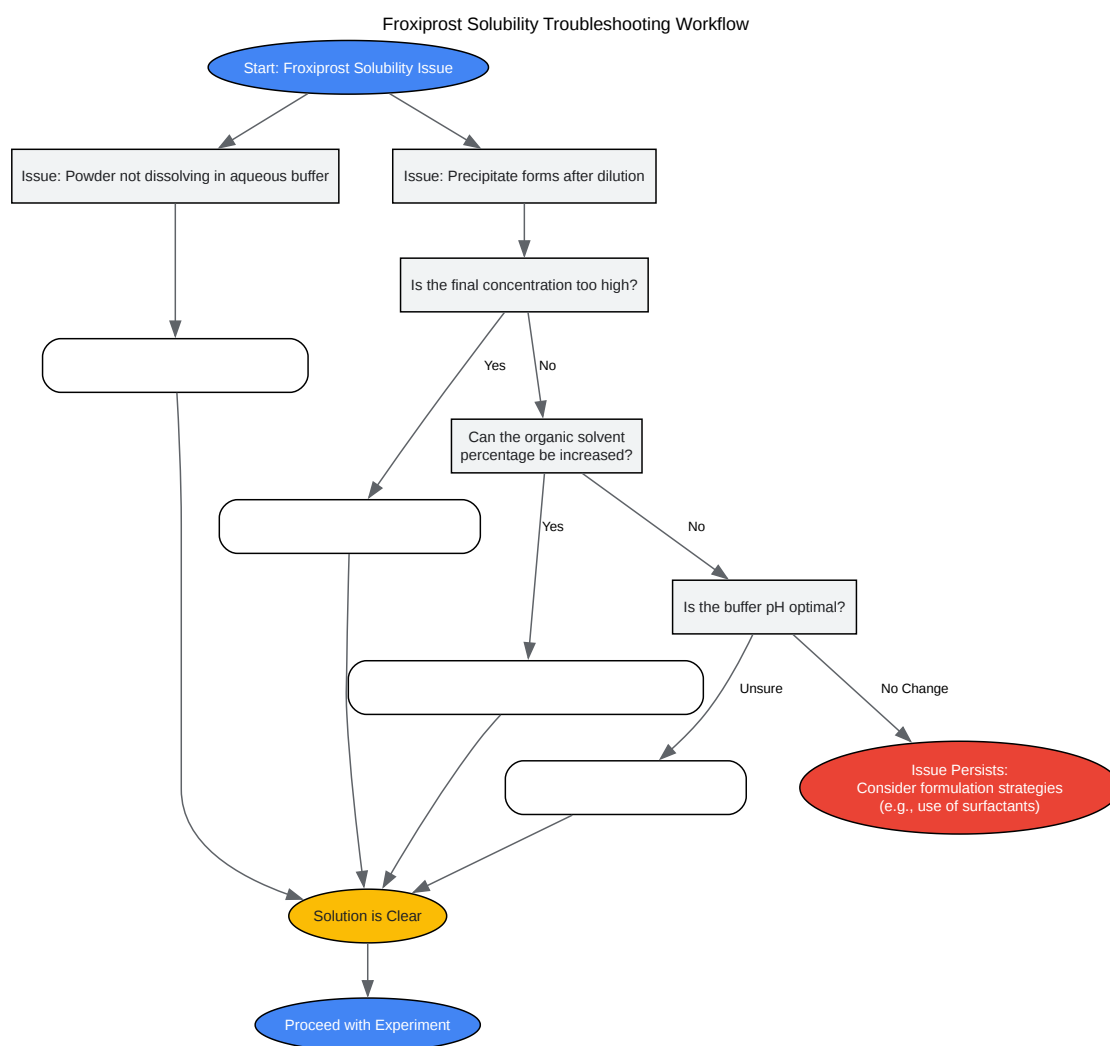 Froxiprost Solubility Troubleshooting Workflow
Start: Froxiprost Solubility Issue
Issue: Powder not dissolving in aqueous buffer
Issue: Precipitate forms after dilution
Is the final concentration too high?
Yes
No
Can the organic solvent
percentage be increased?
Yes
No
Is the buffer pH optimal?
Unsure
No Change
Issue Persists:
Consider formulation strategies
(e.g., use of surfactants)
Solution is Clear
Proceed with Experiment